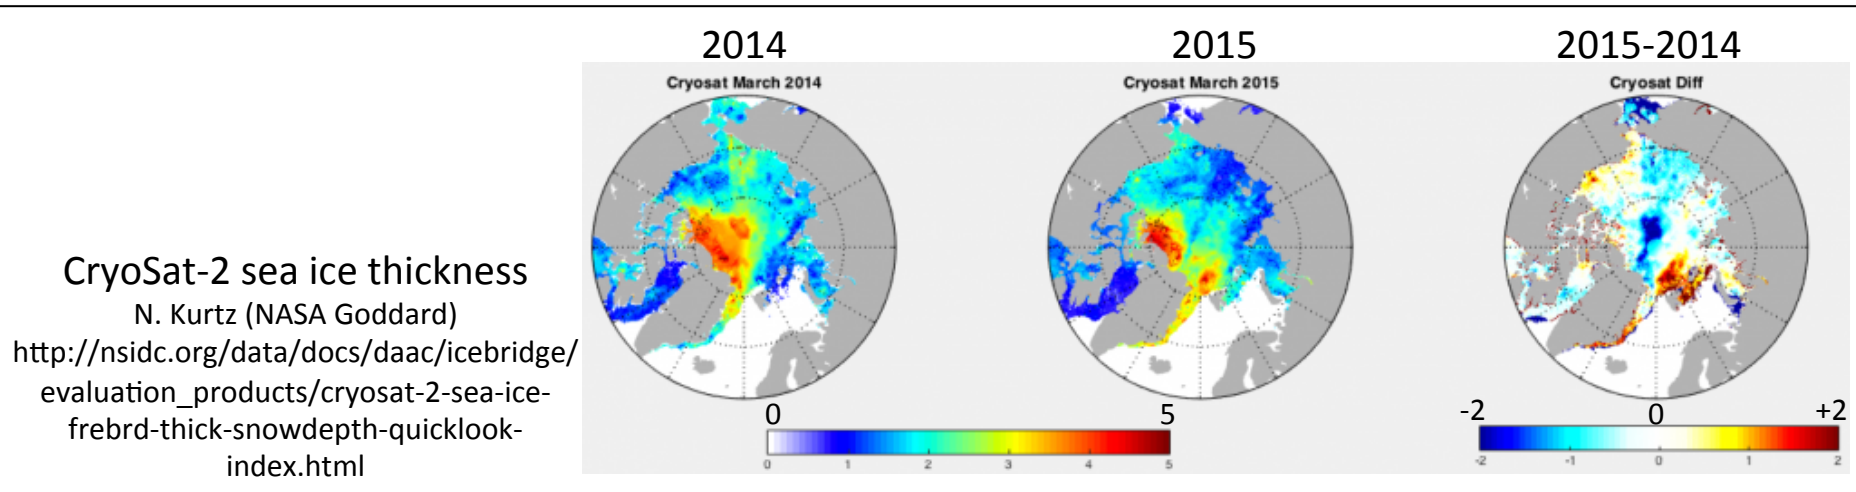 2014
2015
2015-2014
Cryosat March 2014
Cryosat March 2015
Cryosat Diff
CryoSat-2 sea ice thickness
N. Kurtz (NASA Goddard)
http://nsidc.org/data/docs/daac/icebridge/
evaluation_products/cryosat-2-sea-ice-
frebrd-thick-snowdepth-quicklook-
index.html
0
5
0 1 2 3 4 5
-2 0 +2
-2 -1 0 1 2